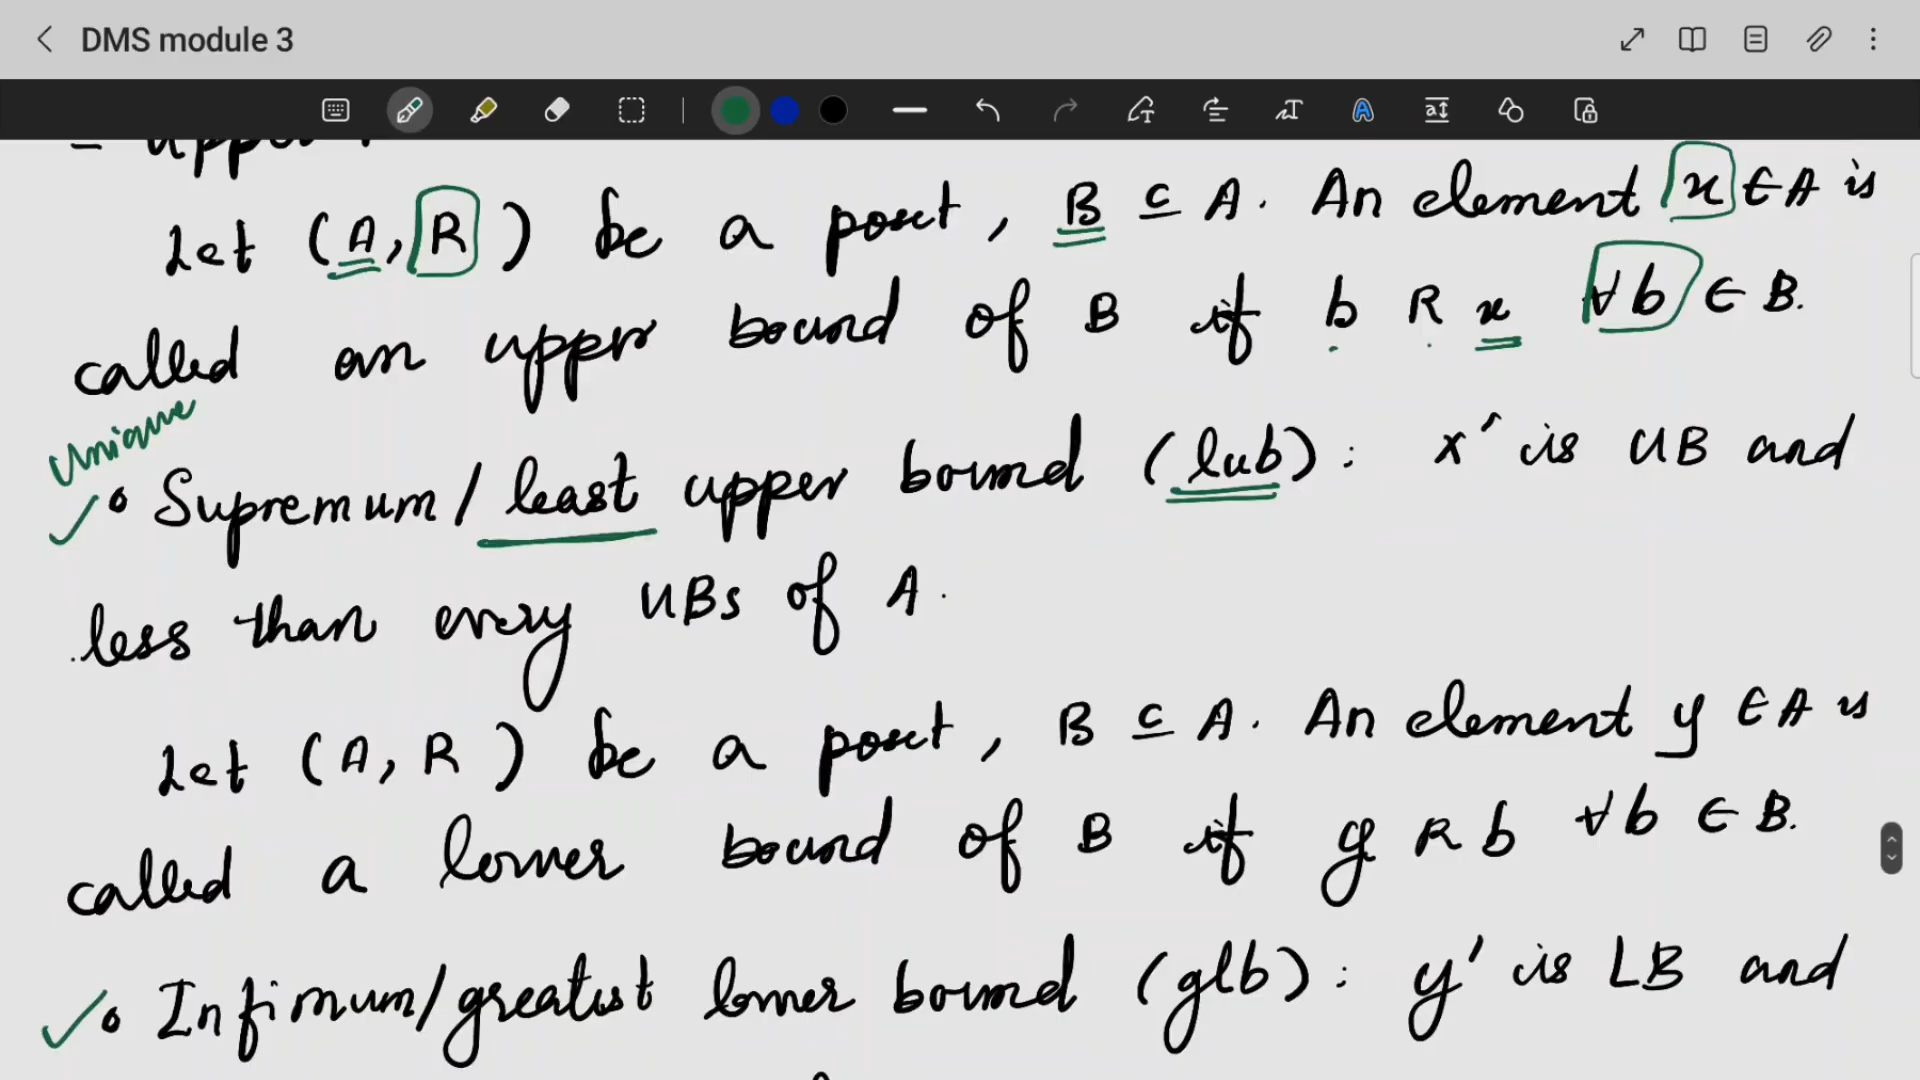 DMS module 3
= upper
Let (A, R) be a poset, B ⊆ A. An element x ∈ A is
called an upper bound of B if b R x ∀b ∈ B.
Unique
• Supremum/least upper bound (lub): x' is UB and
less than every UBs of A.
Let (A, R) be a poset, B ⊆ A. An element y ∈ A is
called a lower bound of B if y R b ∀b ∈ B.
• Infimum/greatest lower bound (glb): y' is LB and